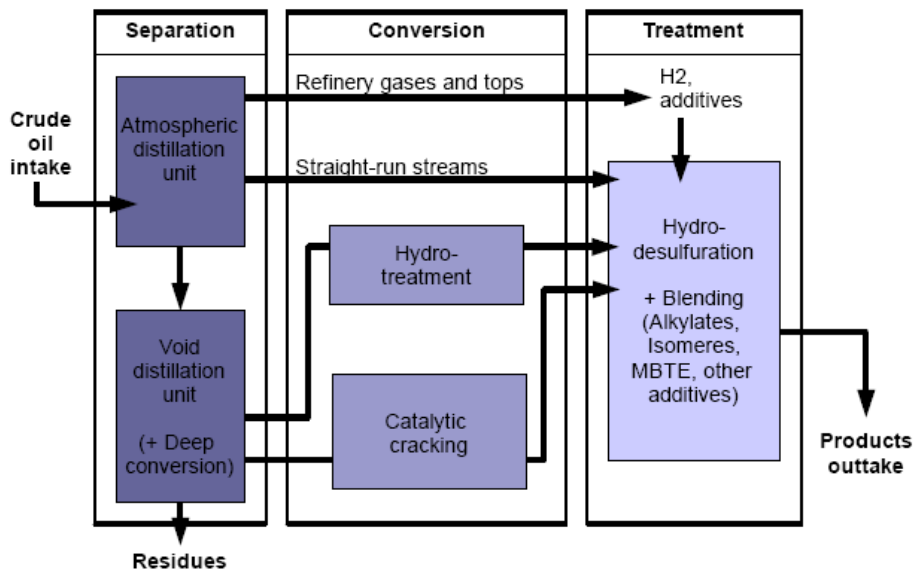 Separation
Conversion
Treatment
Crude
oil
intake
Atmospheric
distillation
unit
Refinery gases and tops
H2,
additives
Straight-run streams
Hydro-
treatment
Hydro-
desulfuration
+ Blending
(Alkylates,
Isomeres,
MBTE, other
additives)
Void
distillation
unit
(+ Deep
conversion)
Catalytic
cracking
Products
outtake
Residues